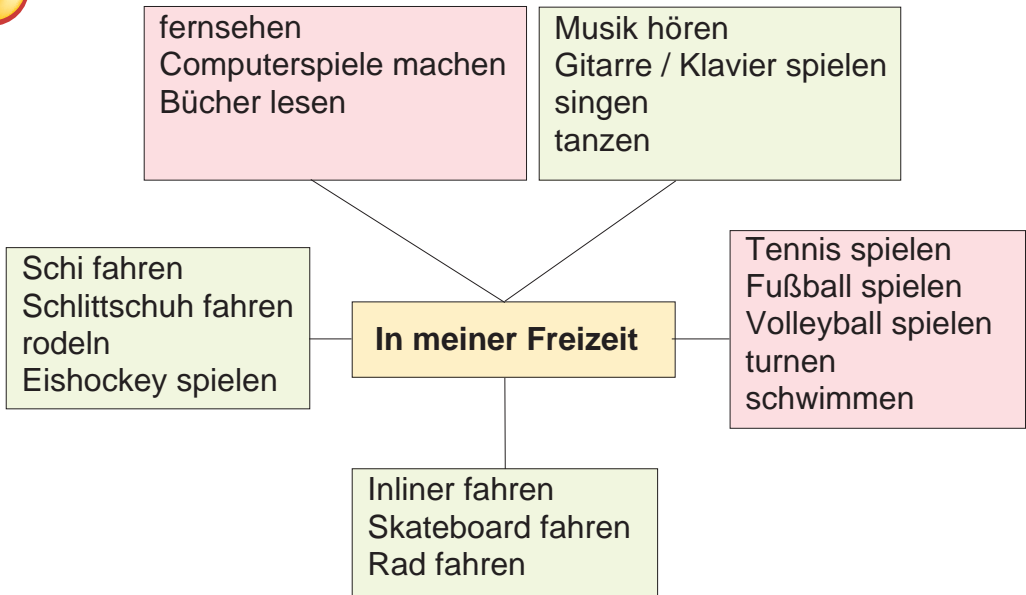 fernsehen
Computerspiele machen
Bücher lesen
Musik hören
Gitarre / Klavier spielen
singen
tanzen
Schi fahren
Schlittschuh fahren
rodeln
Eishockey spielen
In meiner Freizeit
Tennis spielen
Fußball spielen
Volleyball spielen
turnen
schwimmen
Inliner fahren
Skateboard fahren
Rad fahren